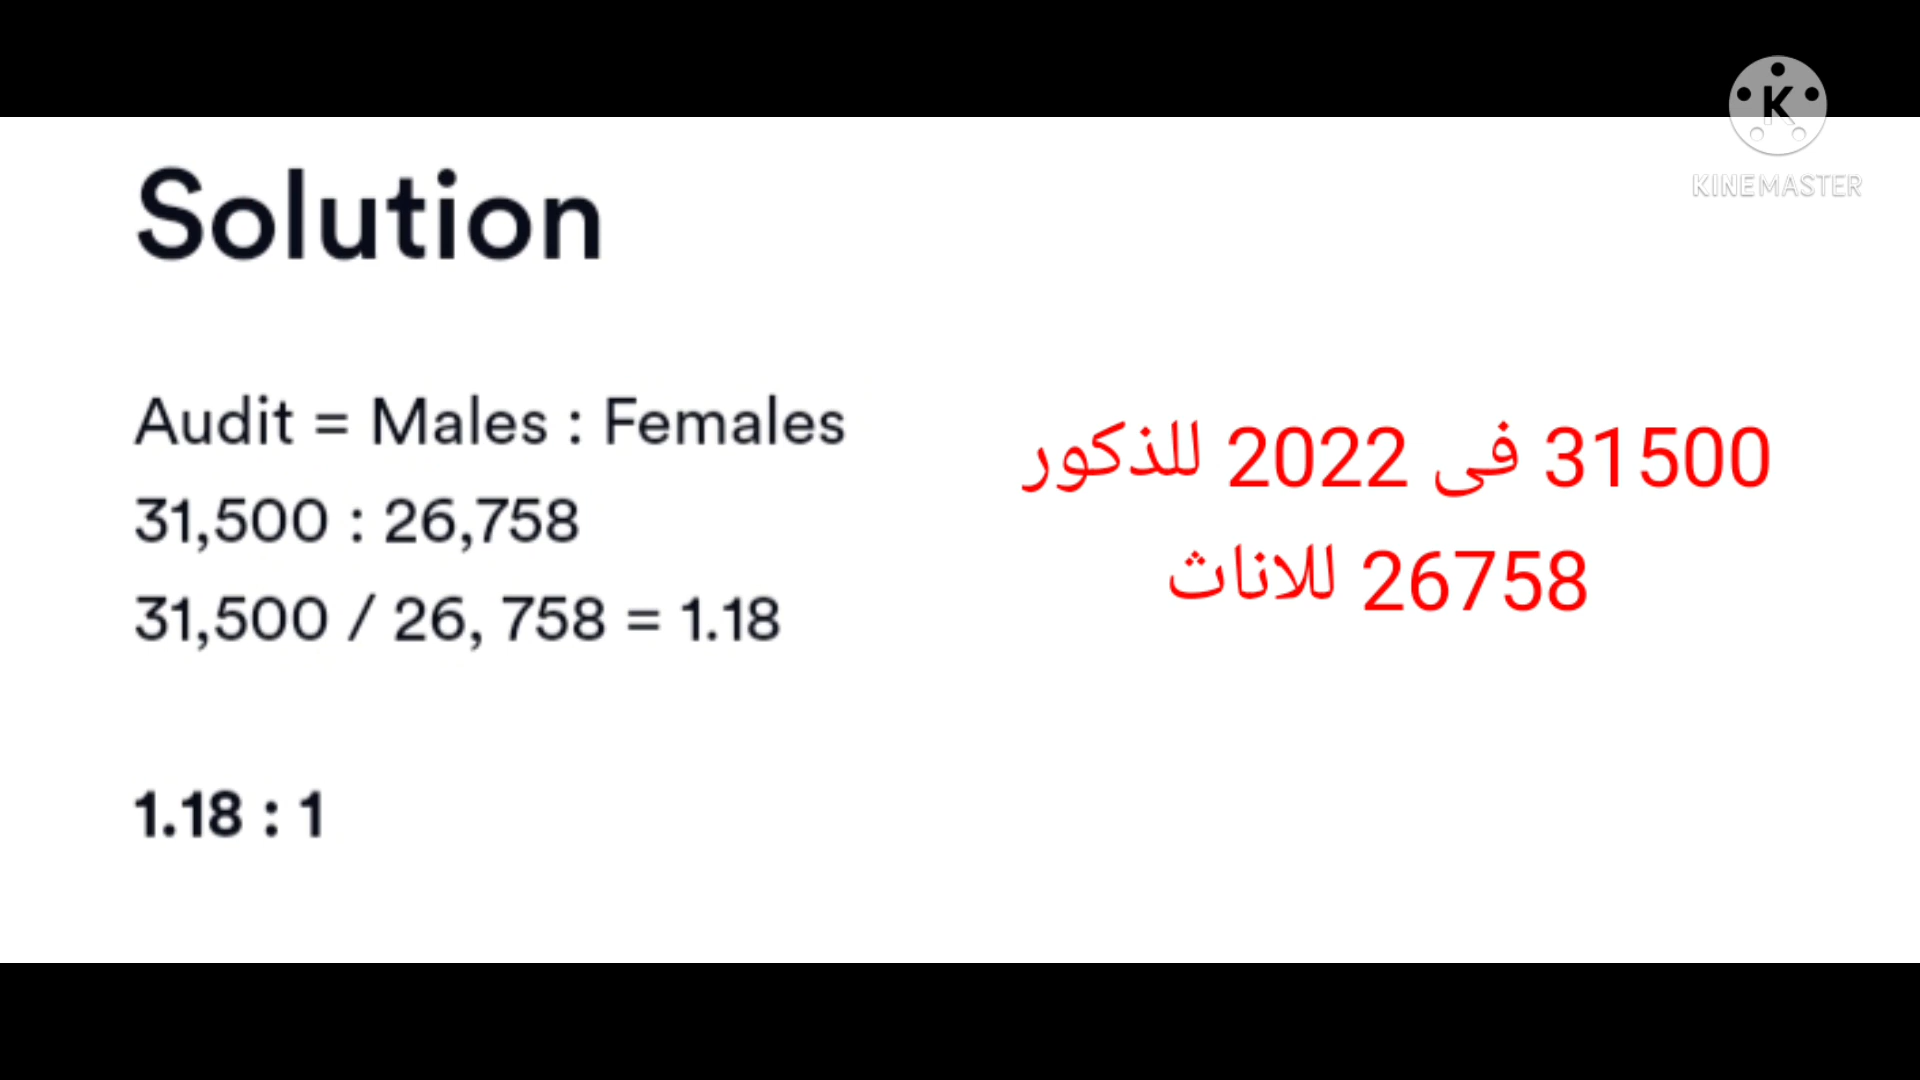 K
KINEMASTER
Solution
Audit = Males : Females
31,500 : 26,758
31,500 / 26, 758 = 1.18
1.18 : 1
31500 فى 2022 للذكور
26758 للاناث